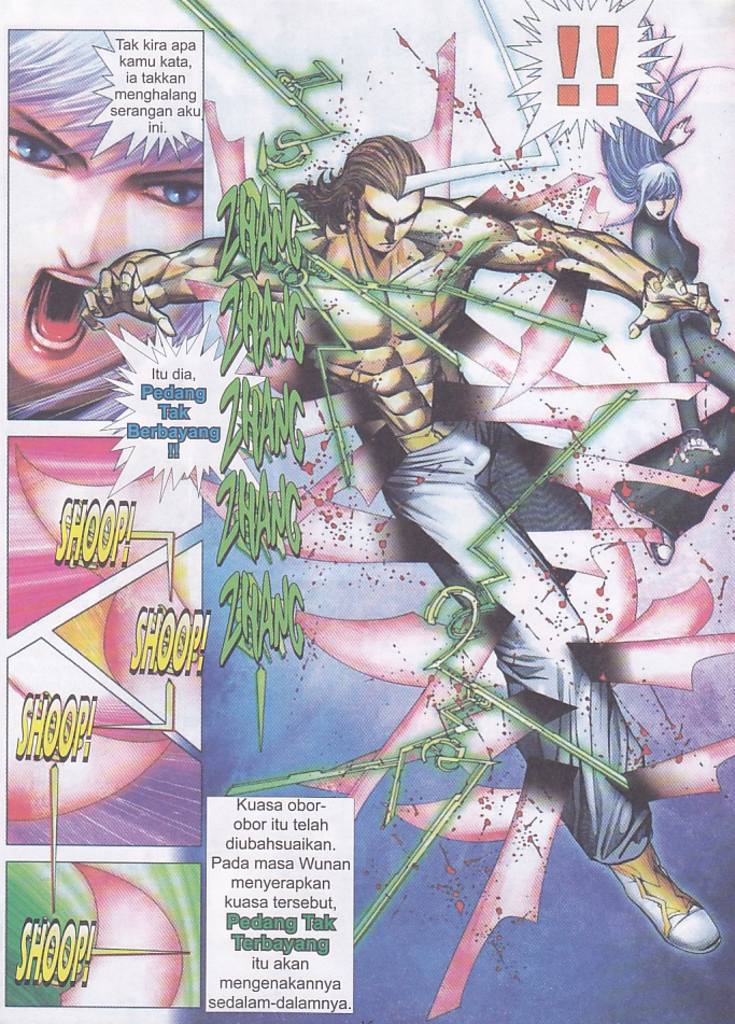 Tak kira apa
kamu kata,
ia takkan
menghalang
serangan aku
ini.
!!
Itu dia,
Pedang
Tak
Berbayang
!!!
ZHANG
ZHANG
ZHANG
ZHANG
ZHANG
!
SHOOP!
SHOOP!
SHOOP!
SHOOP!
Kuasa obor-
obor itu telah
diubahsuaikan.
Pada masa Wunan
menyerapkan
kuasa tersebut,
Pedang Tak
Terbayang
itu akan
mengenakannya
sedalam-dalamnya.